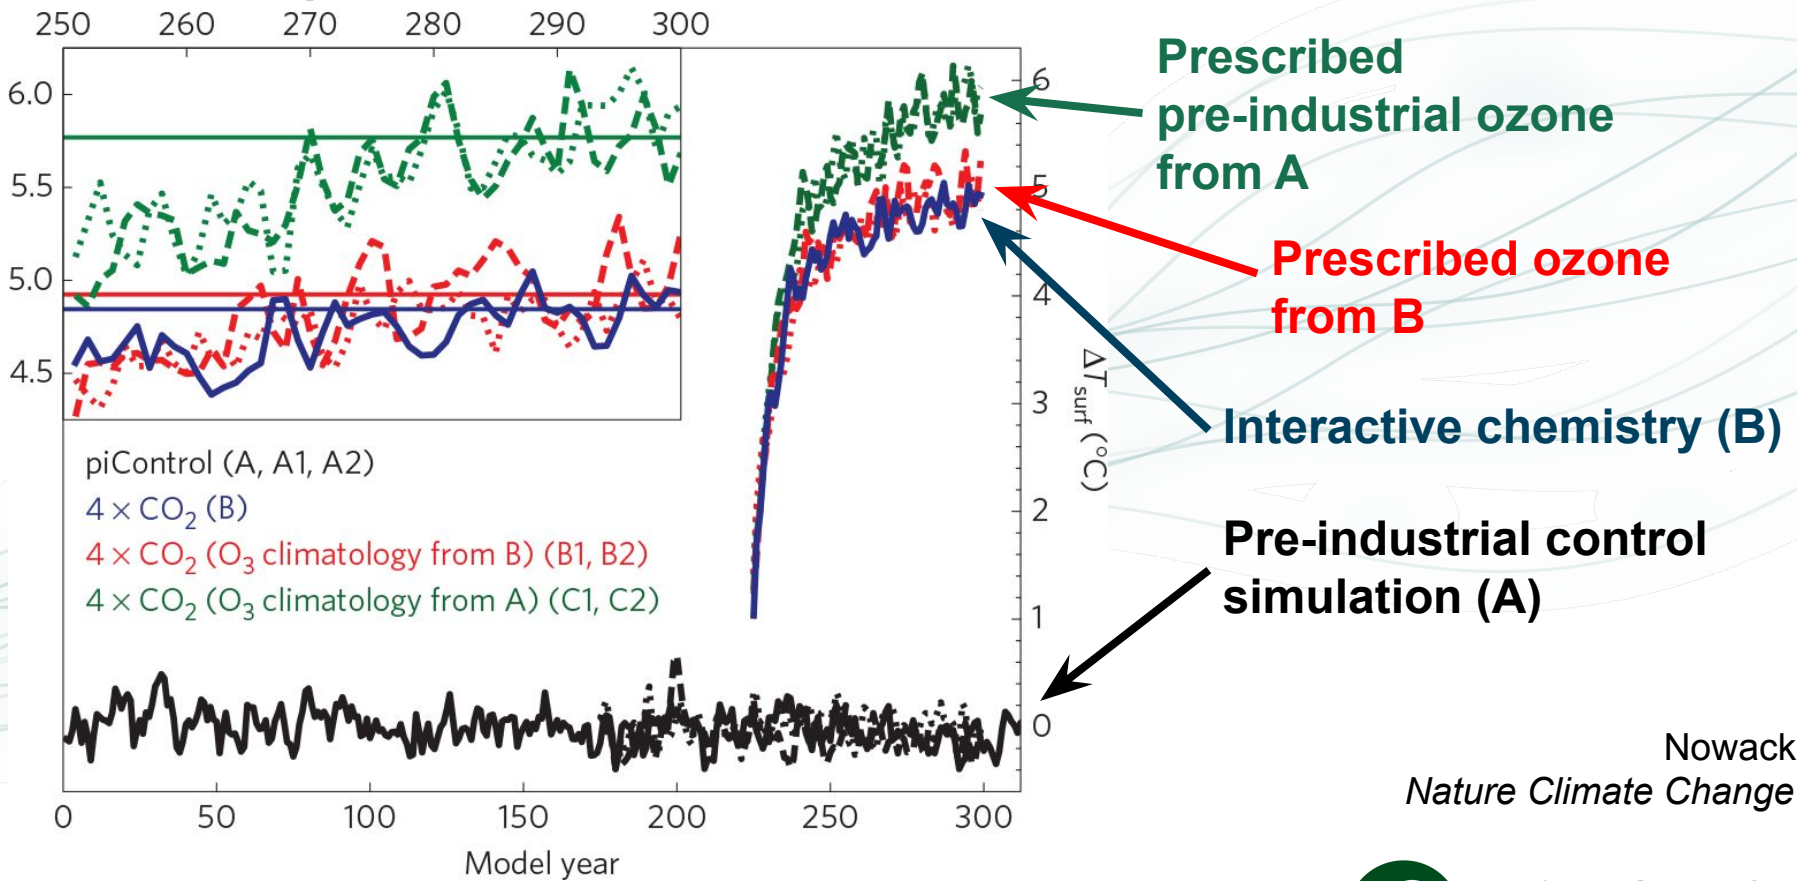 250 260 270 280 290 300
6.0
5.5
5.0
4.5
piControl (A, A1, A2)
4 × CO2 (B)
4 × CO2 (O3 climatology from B) (B1, B2)
4 × CO2 (O3 climatology from A) (C1, C2)
6
5
4
3
2
1
0
ΔTsurf (°C)
0 50 100 150 200 250 300
Model year
Prescribed
pre-industrial ozone
from A
Prescribed ozone
from B
Interactive chemistry (B)
Pre-industrial control
simulation (A)
Nowack
Nature Climate Change